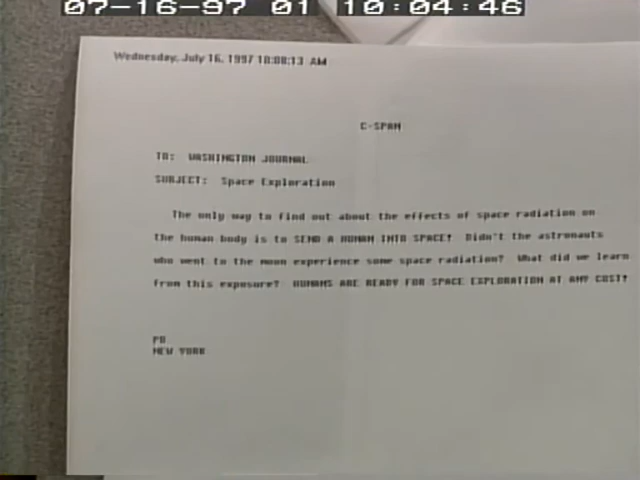 07-16-97 01 10:04:46
Wednesday, July 16, 1997 10:08:13 AM
C-SPAN
TO: WASHINGTON JOURNAL
SUBJECT: Space Exploration
The only way to find out about the effects of space radiation on
the human body is to SEND A HUMAN INTO SPACE! Didn't the astronauts
who went to the moon experience some space radiation? What did we learn
from this exposure? HUMANS ARE READY FOR SPACE EXPLORATION AT ANY COST!
NEW YORK